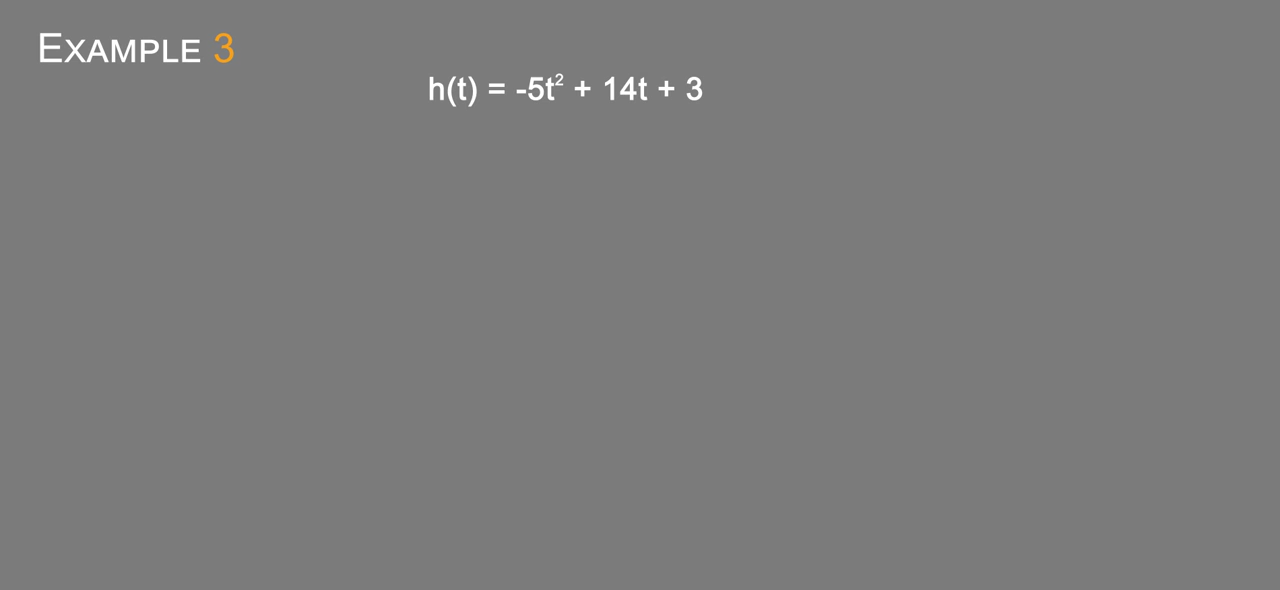 EXAMPLE 3
h(t) = -5t² + 14t + 3